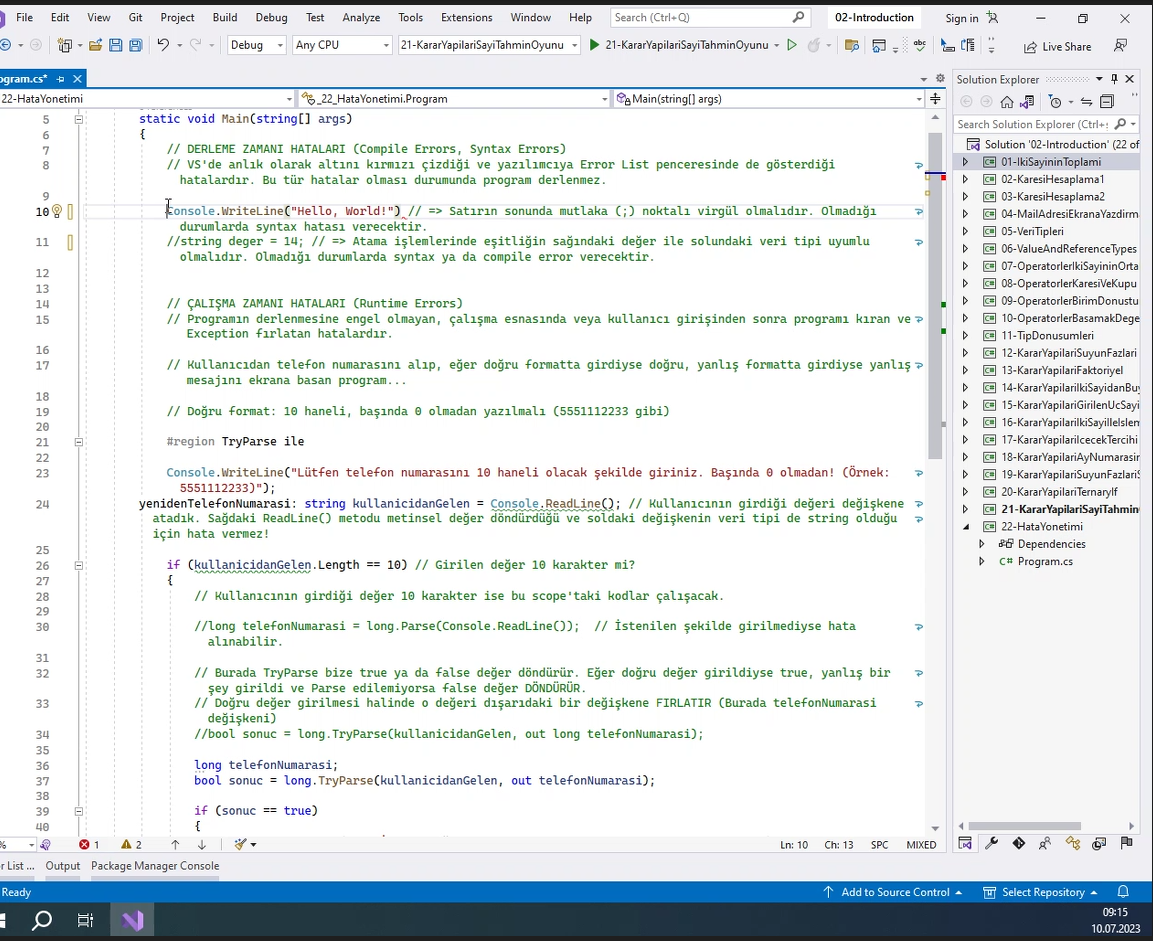 File Edit View Git Project Build Debug Test Analyze Tools Extensions Window Help Search (Ctrl+Q) 02-Introduction Sign in
Debug Any CPU 21-KararYapilariSayiTahminOyunu 21-KararYapilariSayiTahminOyunu Live Share
ogram.cs*
22-HataYonetimi _22_HataYonetimi.Program Main(string[] args)
5 static void Main(string[] args)
6 {
7 // DERLEME ZAMANI HATALARI (Compile Errors, Syntax Errors)
8 // VS'de anlık olarak altını kırmızı çizdiği ve yazılımcıya Error List penceresinde de gösterdiği
hatalardır. Bu tür hatalar olması durumunda program derlenmez.
9
10 Console.WriteLine("Hello, World!") // => Satırın sonunda mutlaka (;) noktalı virgül olmalıdır. Olmadığı
durumlarda syntax hatası verecektir.
11 //string deger = 14; // => Atama işlemlerinde eşitliğin sağındaki değer ile solundaki veri tipi uyumlu
olmalıdır. Olmadığı durumlarda syntax ya da compile error verecektir.
12
13
14 // ÇALIŞMA ZAMANI HATALARI (Runtime Errors)
15 // Programın derlenmesine engel olmayan, çalışma esnasında veya kullanıcı girişinden sonra programı kıran ve
Exception fırlatan hatalardır.
16
17 // Kullanıcıdan telefon numarasını alıp, eğer doğru formatta girdiyse doğru, yanlış formatta girdiyse yanlış
mesajını ekrana basan program...
18
19 // Doğru format: 10 haneli, başında 0 olmadan yazılmalı (5551112233 gibi)
20
21 #region TryParse ile
22
23 Console.WriteLine("Lütfen telefon numarasını 10 haneli olacak şekilde giriniz. Başında 0 olmadan! (Örnek:
5551112233)");
24 yenidenTelefonNumarasi: string kullanicidanGelen = Console.ReadLine(); // Kullanıcının girdiği değeri değişkene
atadık. Sağdaki ReadLine() metodu metinsel değer döndürdüğü ve soldaki değişkenin veri tipi de string olduğu
için hata vermez!
25
26 if (kullanicidanGelen.Length == 10) // Girilen değer 10 karakter mi?
27 {
28 // Kullanıcının girdiği değer 10 karakter ise bu scope'taki kodlar çalışacak.
29
30 //long telefonNumarasi = long.Parse(Console.ReadLine()); // İstenilen şekilde girilmediyse hata
alınabilir.
31
32 // Burada TryParse bize true ya da false değer döndürür. Eğer doğru değer girildiyse true, yanlış bir
şey girildi ve Parse edilemiyorsa false değer DÖNDÜRÜR.
33 // Doğru değer girilmesi halinde o değeri dışarıdaki bir değişkene FIRLATIR (Burada telefonNumarasi
değişkeni)
34 //bool sonuc = long.TryParse(kullanicidanGelen, out long telefonNumarasi);
35
36 long telefonNumarasi;
37 bool sonuc = long.TryParse(kullanicidanGelen, out telefonNumarasi);
38
39 if (sonuc == true)
40 {
% 1 2 Ln: 10 Ch: 13 SPC MIXED
Solution Explorer
Search Solution Explorer (Ctrl+;
Solution '02-Introduction' (22 of
01-IkiSayininToplami
02-KaresiHesaplama1
03-KaresiHesaplama2
04-MailAdresiEkranaYazdirm
05-VeriTipleri
06-ValueAndReferenceTypes
07-OperatorlerIkiSayininOrta
08-OperatorlerKaresiVeKupu
09-OperatorlerBirimDonustu
10-OperatorlerBasamakDege
11-TipDonusumleri
12-KararYapilariSuyunFazlari
13-KararYapilariFaktoriyel
14-KararYapilariIkiSayidanBuy
15-KararYapilariGirilenUcSayi
16-KararYapilariIkiSayiIleIslem
17-KararYapilariIcecekTercihi
18-KararYapilariAyNumarasin
19-KararYapilariSuyunFazlariS
20-KararYapilariTernaryIf
21-KararYapilariSayiTahmin
22-HataYonetimi
Dependencies
C# Program.cs
r List ... Output Package Manager Console
Ready Add to Source Control Select Repository
09:15
10.07.2023